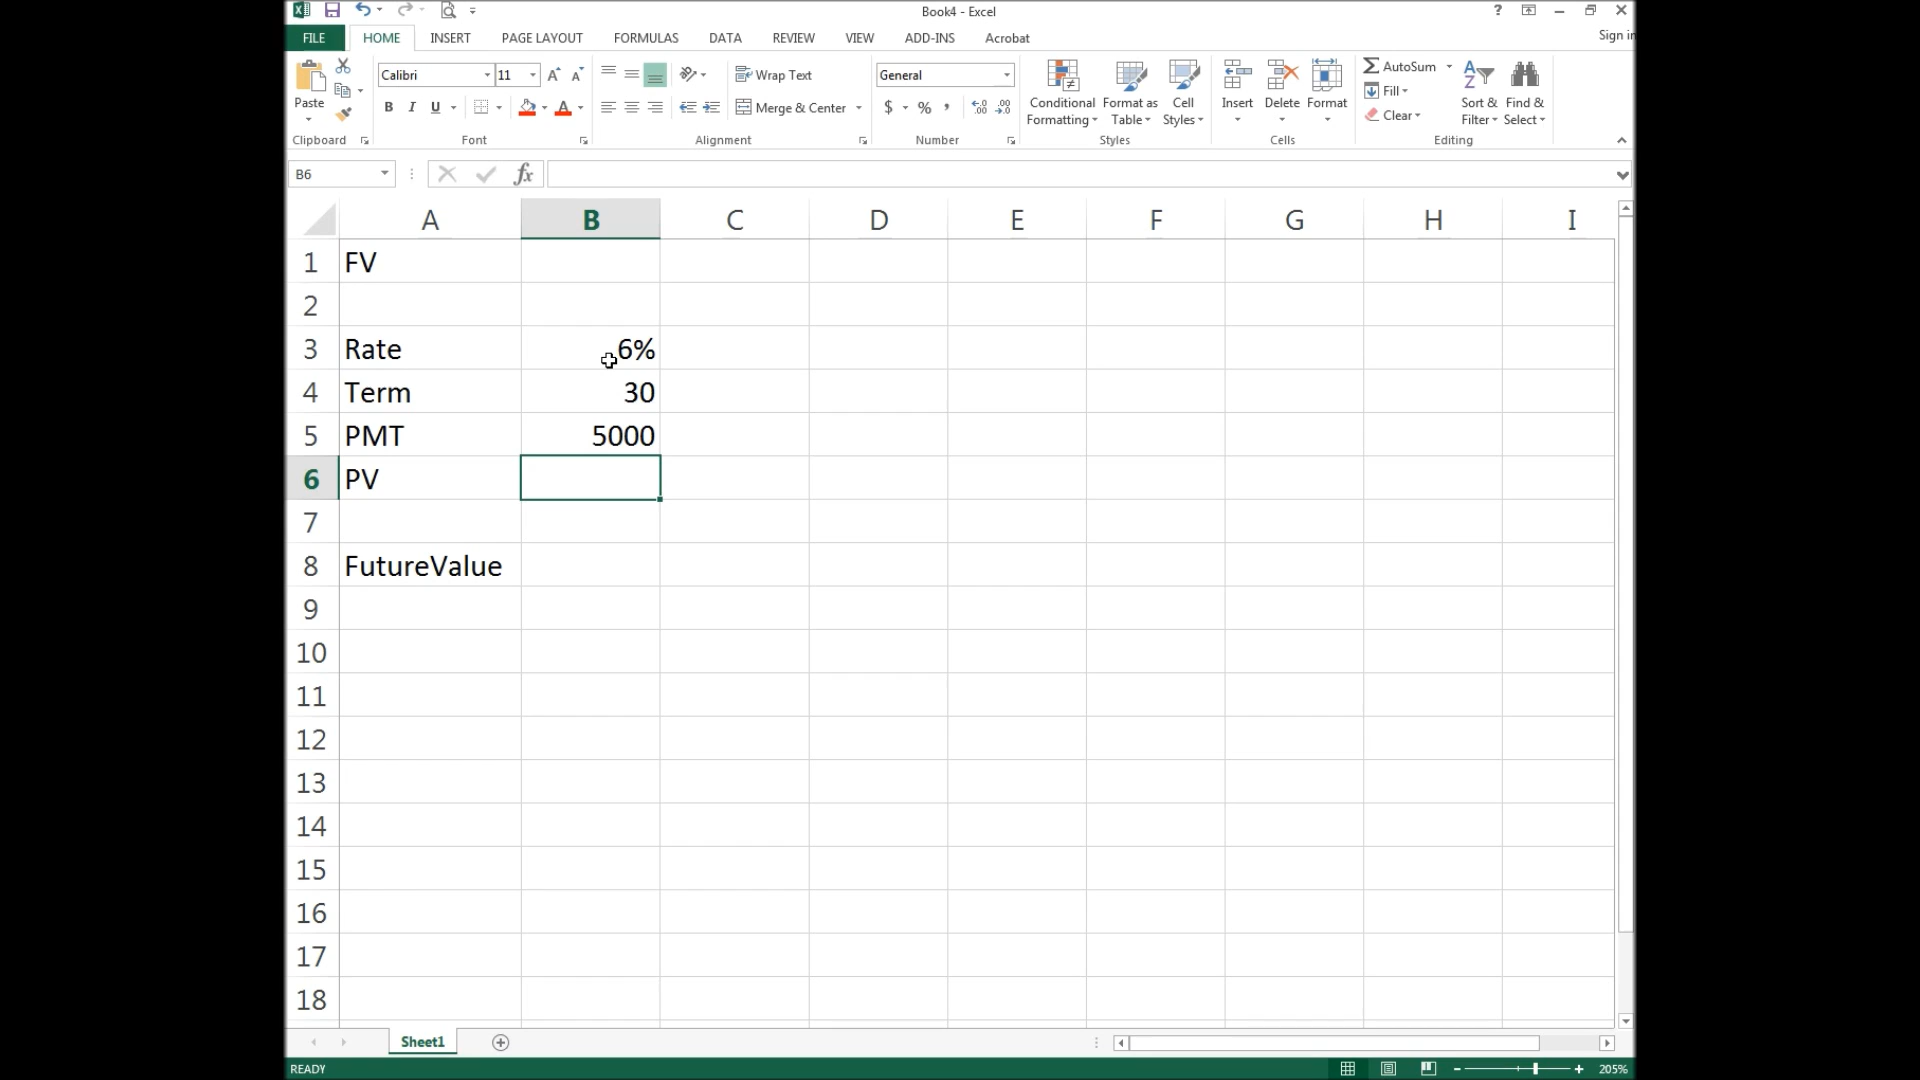 Book4 - Excel
?
FILE HOME INSERT PAGE LAYOUT FORMULAS DATA REVIEW VIEW ADD-INS Acrobat
Sign in
Paste
Calibri 11
B I U
Wrap Text
Merge & Center
General
$ %
Conditional Formatting
Format as Table
Cell Styles
Insert
Delete
Format
AutoSum
Fill
Clear
Sort & Filter
Find & Select
Clipboard Font Alignment Number Styles Cells Editing
B6 fx
A B C D E F G H I
1 FV
2
3 Rate 6%
4 Term 30
5 PMT 5000
6 PV
7
8 FutureValue
9
10
11
12
13
14
15
16
17
18
Sheet1
READY 205%